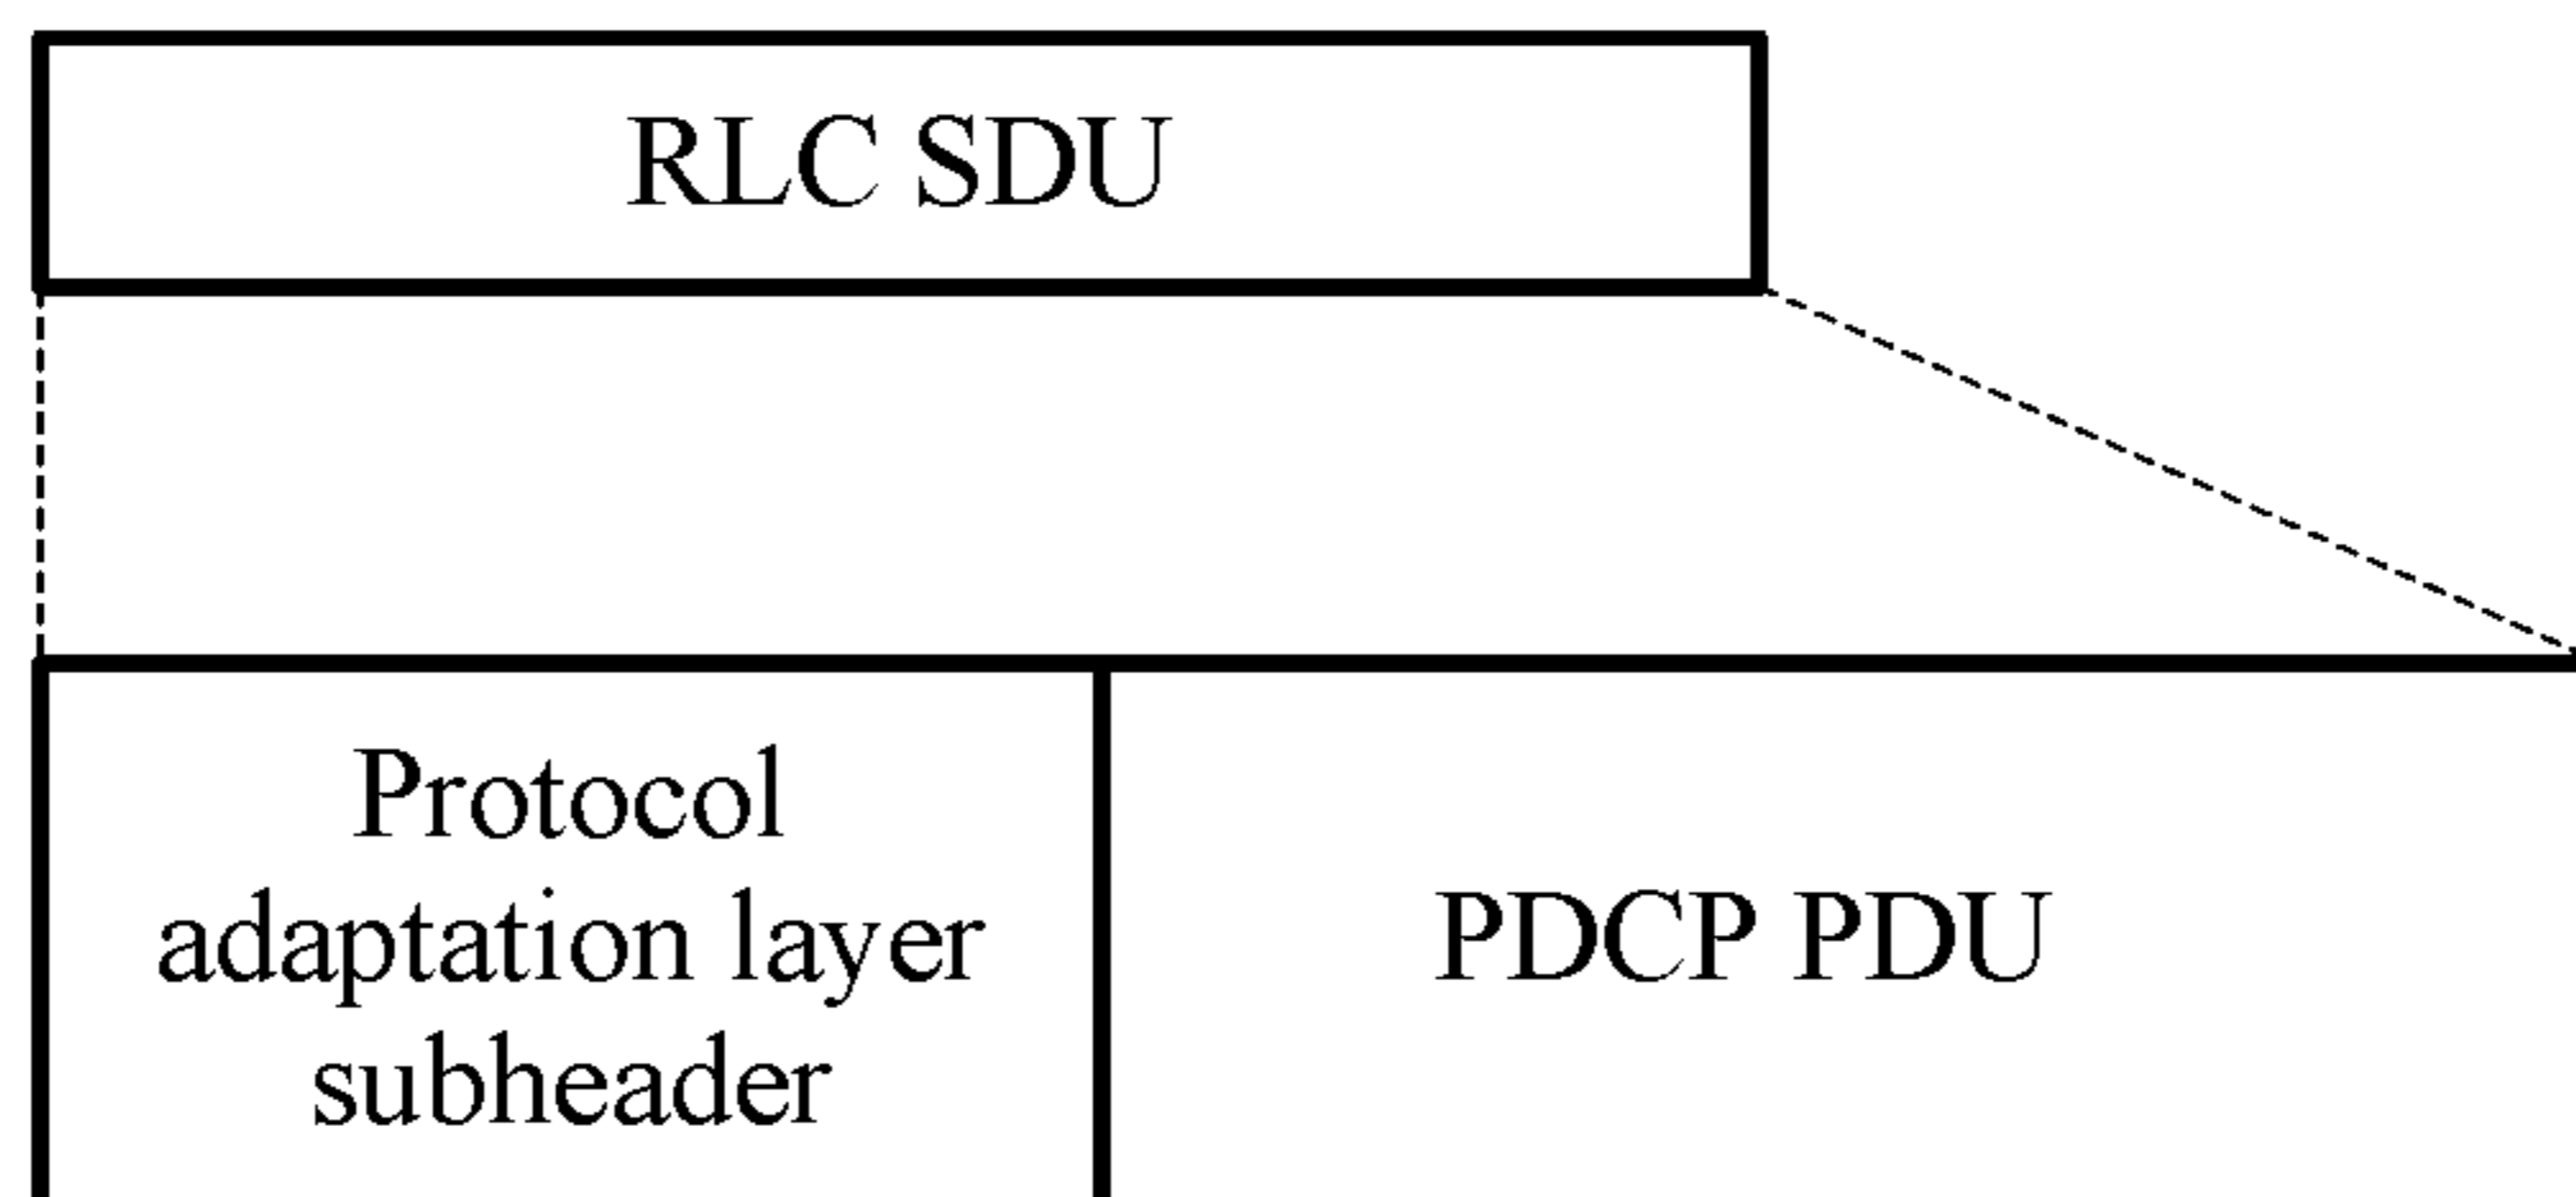 RLC SDU
Protocol
adaptation layer
subheader
PDCP PDU